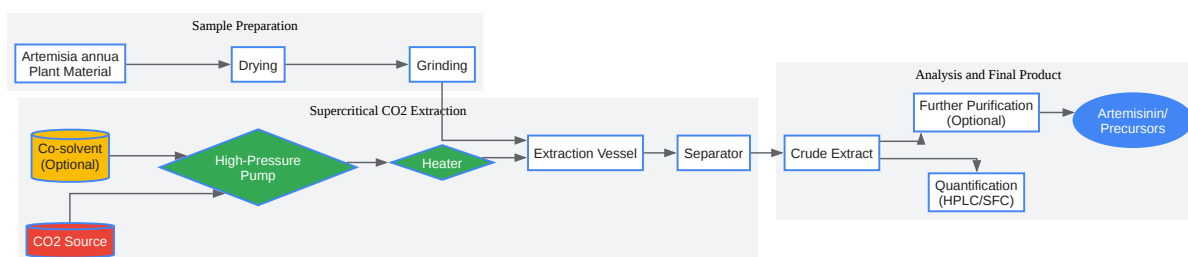 Sample Preparation
Artemisia annua
Plant Material
Drying
Grinding
Supercritical CO2 Extraction
Co-solvent
(Optional)
High-Pressure
Pump
Heater
CO2 Source
Extraction Vessel
Separator
Analysis and Final Product
Crude Extract
Further Purification
(Optional)
Artemisinin/
Precursors
Quantification
(HPLC/SFC)